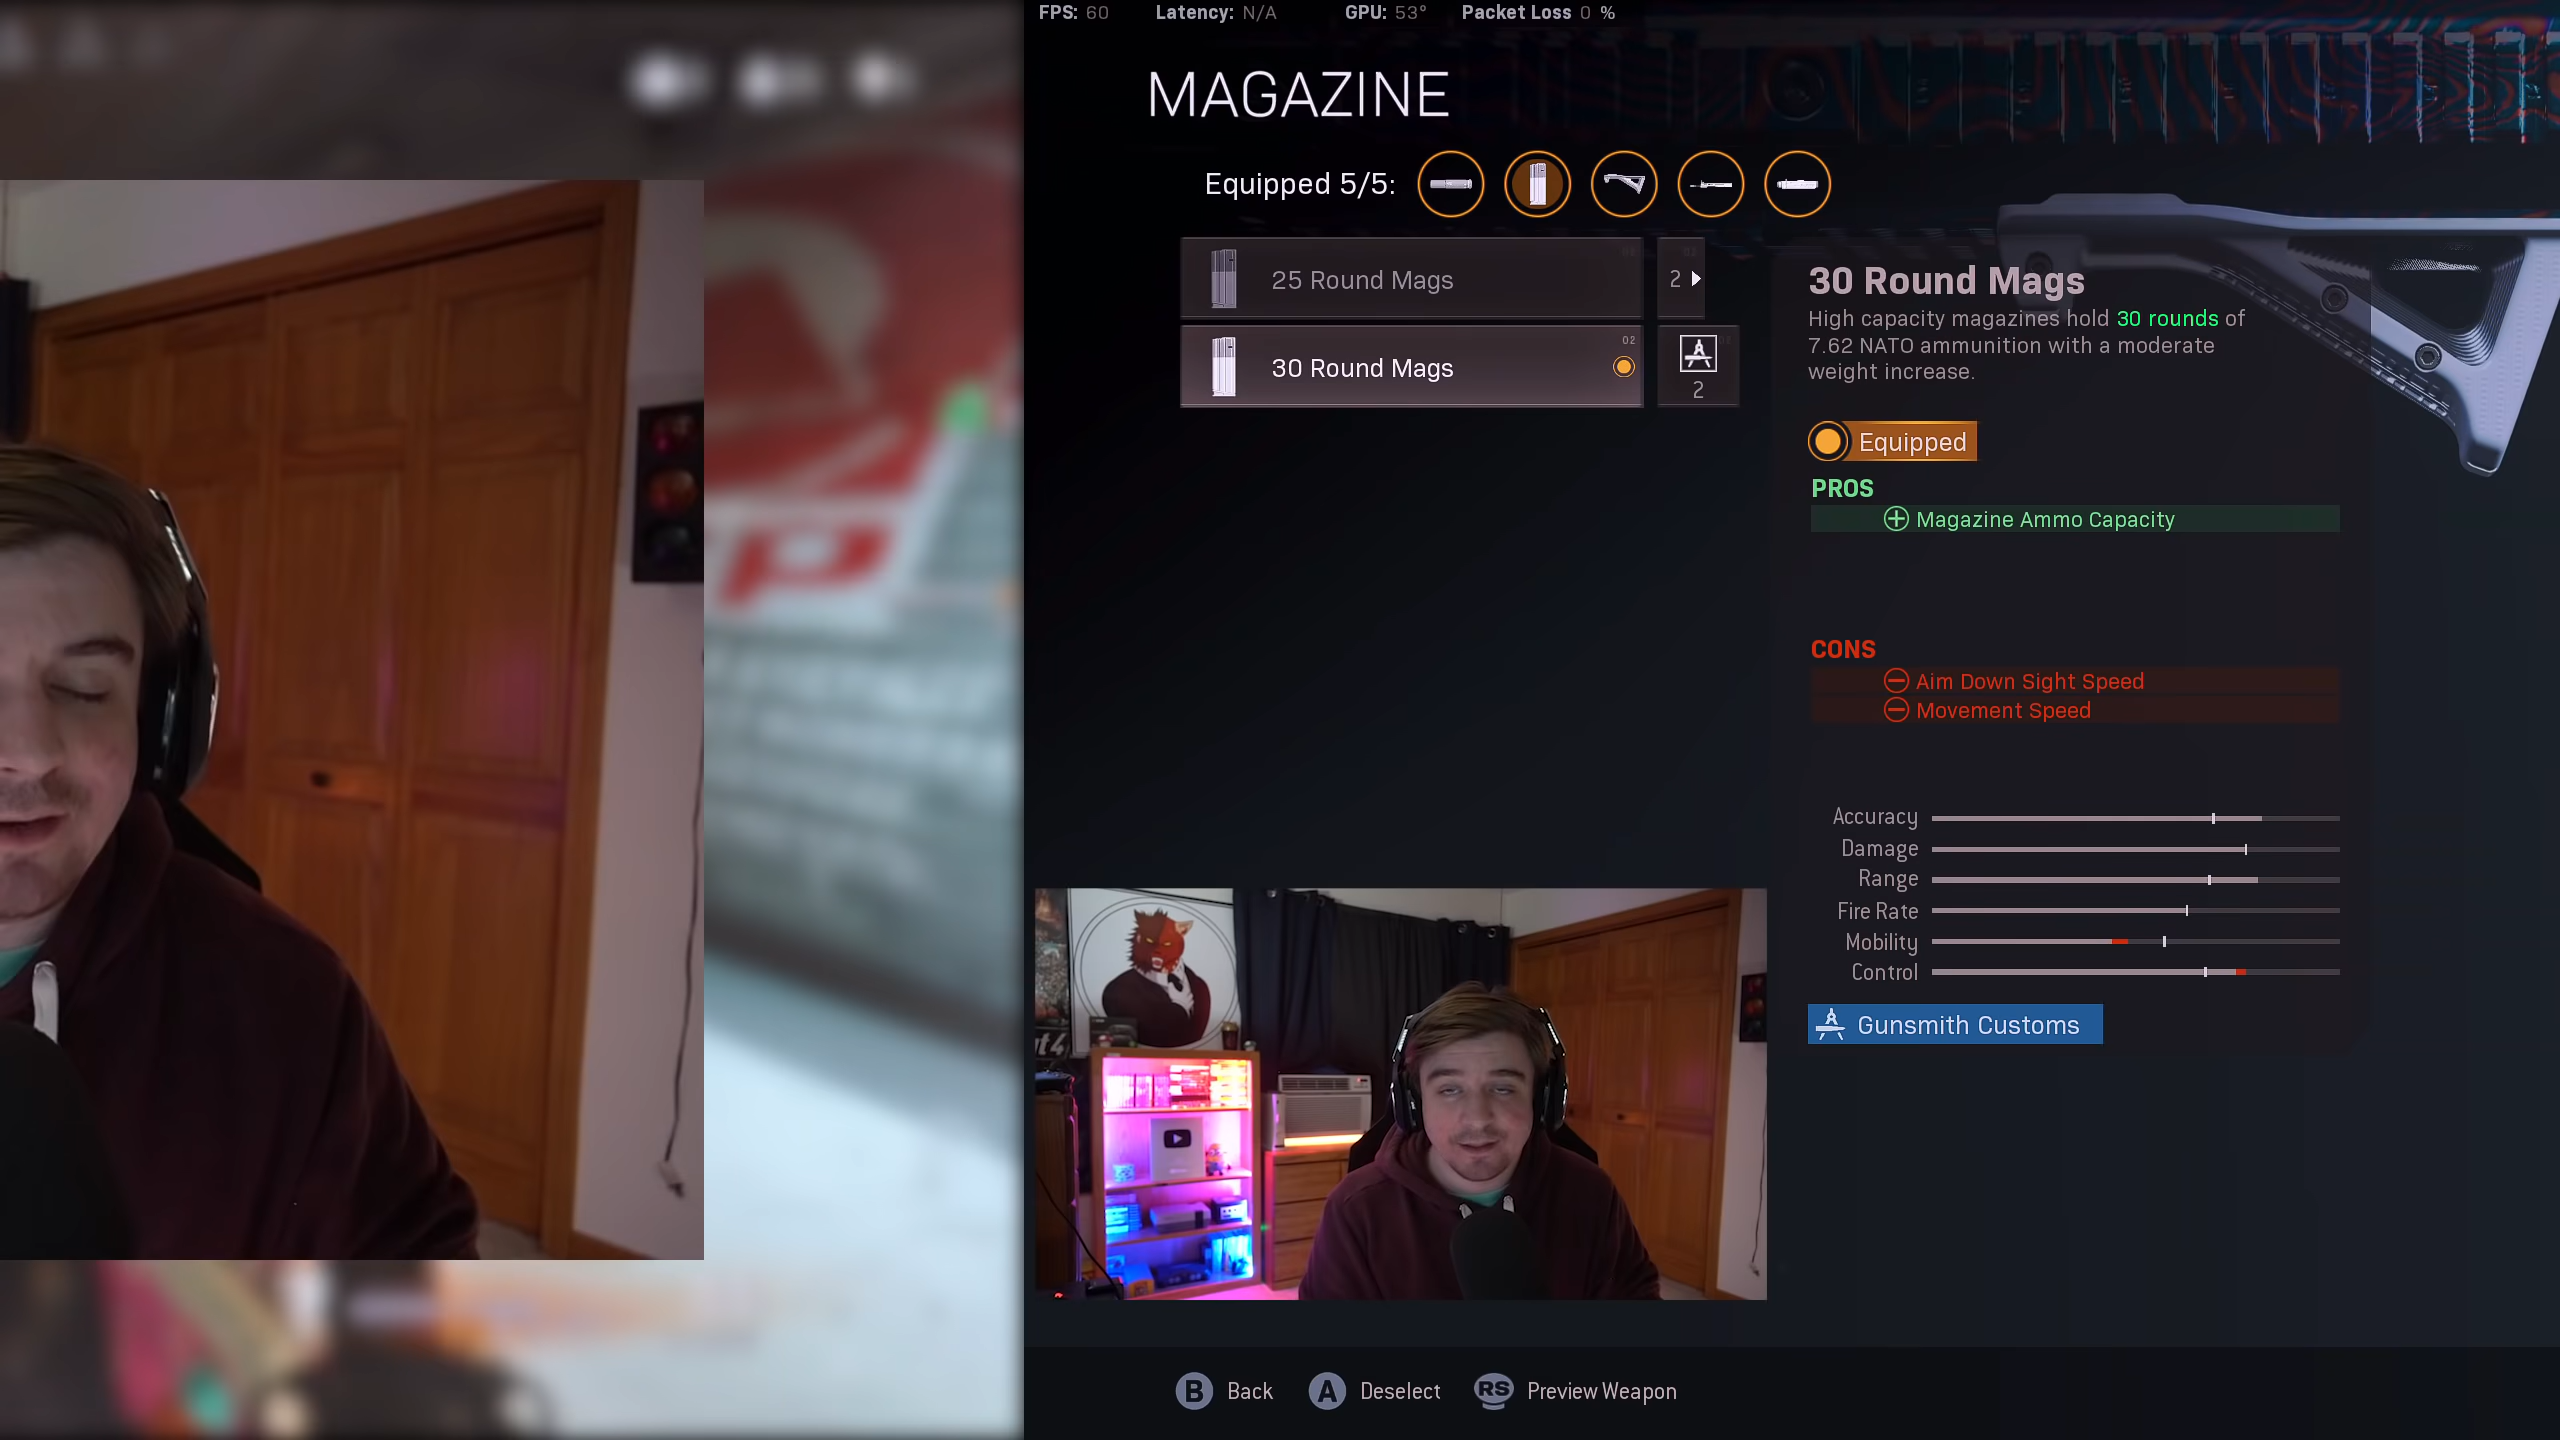 FPS: 60 Latency: N/A GPU: 53° Packet Loss 0 %
MAGAZINE
Equipped 5/5:
25 Round Mags
2
02
30 Round Mags
2
30 Round Mags
High capacity magazines hold 30 rounds of
7.62 NATO ammunition with a moderate
weight increase.
Equipped
PROS
Magazine Ammo Capacity
CONS
Aim Down Sight Speed
Movement Speed
Accuracy
Damage
Range
Fire Rate
Mobility
Control
Gunsmith Customs
B Back A Deselect RS Preview Weapon